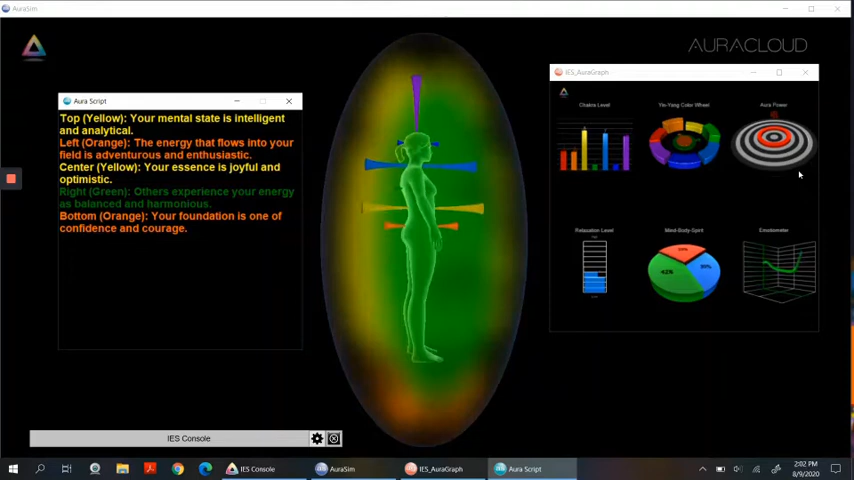 AuraSim
AURACLOUD
Aura Script
Top (Yellow): Your mental state is intelligent
and analytical.
Left (Orange): The energy that flows into your
field is adventurous and enthusiastic.
Center (Yellow): Your essence is joyful and
optimistic.
Right (Green): Others experience your energy
as balanced and harmonious.
Bottom (Orange): Your foundation is one of
confidence and courage.
IES_AuraGraph
Chakra Level
Yin-Yang Color Wheel
Aura Power
Relaxation Level
Mind-Body-Spirit
Emotiometer
42%
IES Console
IES Console
AuraSim
IES_AuraGraph
Aura Script
2:02 PM
8/9/2020